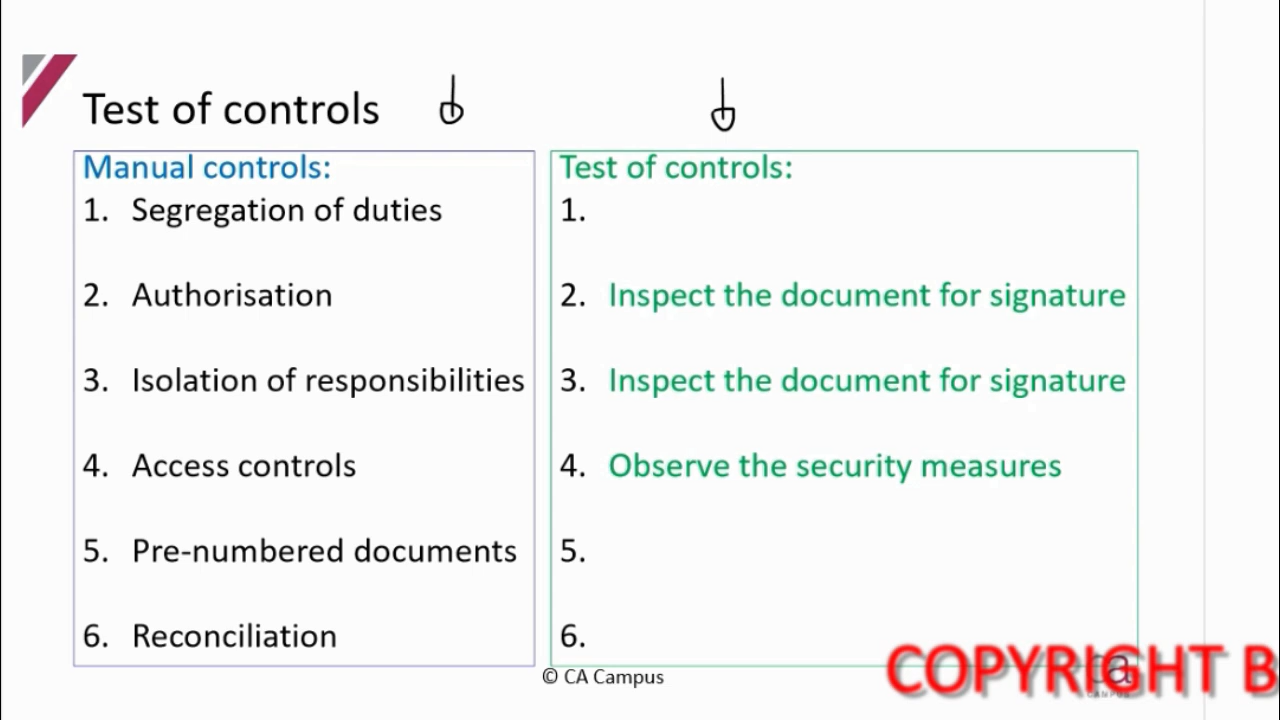 Test of controls
Manual controls:
1. Segregation of duties
2. Authorisation
3. Isolation of responsibilities
4. Access controls
5. Pre-numbered documents
6. Reconciliation
Test of controls:
1.
2. Inspect the document for signature
3. Inspect the document for signature
4. Observe the security measures
5.
6.
© CA Campus
COPYRIGHT B
ca
CAMPUS